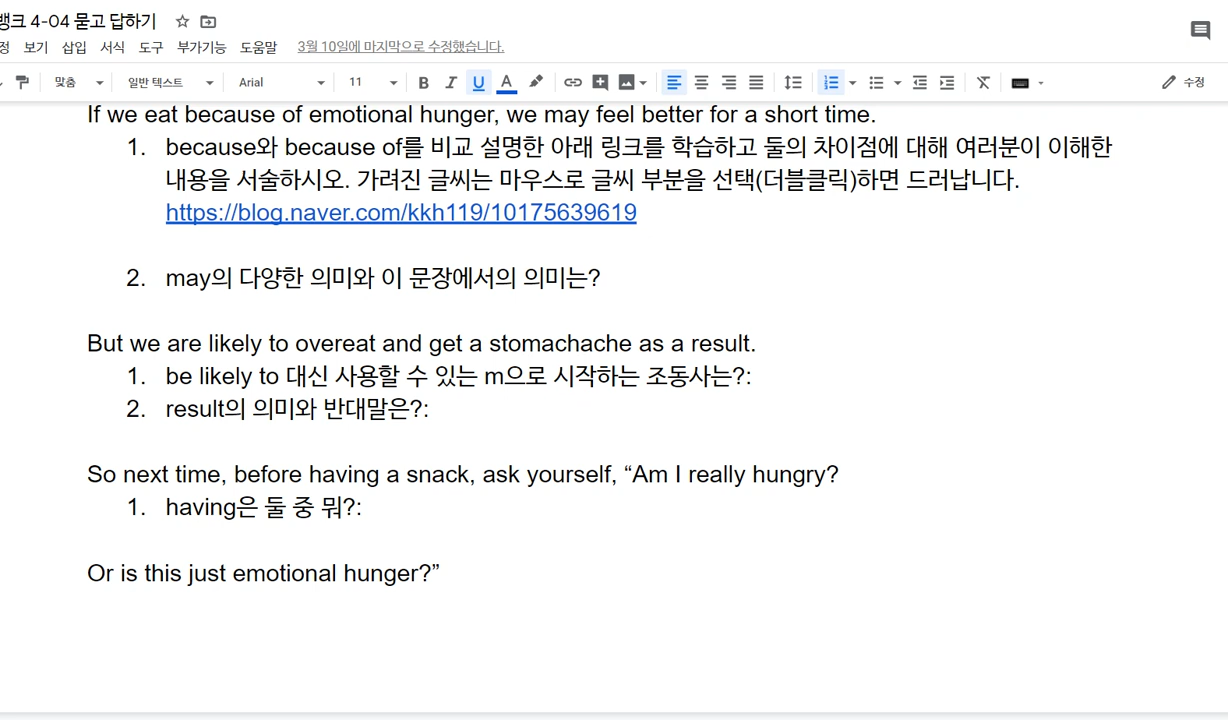 뱅크 4-04 묻고 답하기
정 보기 삽입 서식 도구 부가기능 도움말 3월 10일에 마지막으로 수정했습니다.
맞춤 일반 텍스트 Arial 11 B I U A 수정
If we eat because of emotional hunger, we may feel better for a short time.
1. because와 because of를 비교 설명한 아래 링크를 학습하고 둘의 차이점에 대해 여러분이 이해한
내용을 서술하시오. 가려진 글씨는 마우스로 글씨 부분을 선택(더블클릭)하면 드러납니다.
https://blog.naver.com/kkh119/10175639619
2. may의 다양한 의미와 이 문장에서의 의미는?
But we are likely to overeat and get a stomachache as a result.
1. be likely to 대신 사용할 수 있는 m으로 시작하는 조동사는?:
2. result의 의미와 반대말은?:
So next time, before having a snack, ask yourself, “Am I really hungry?
1. having은 둘 중 뭐?:
Or is this just emotional hunger?”